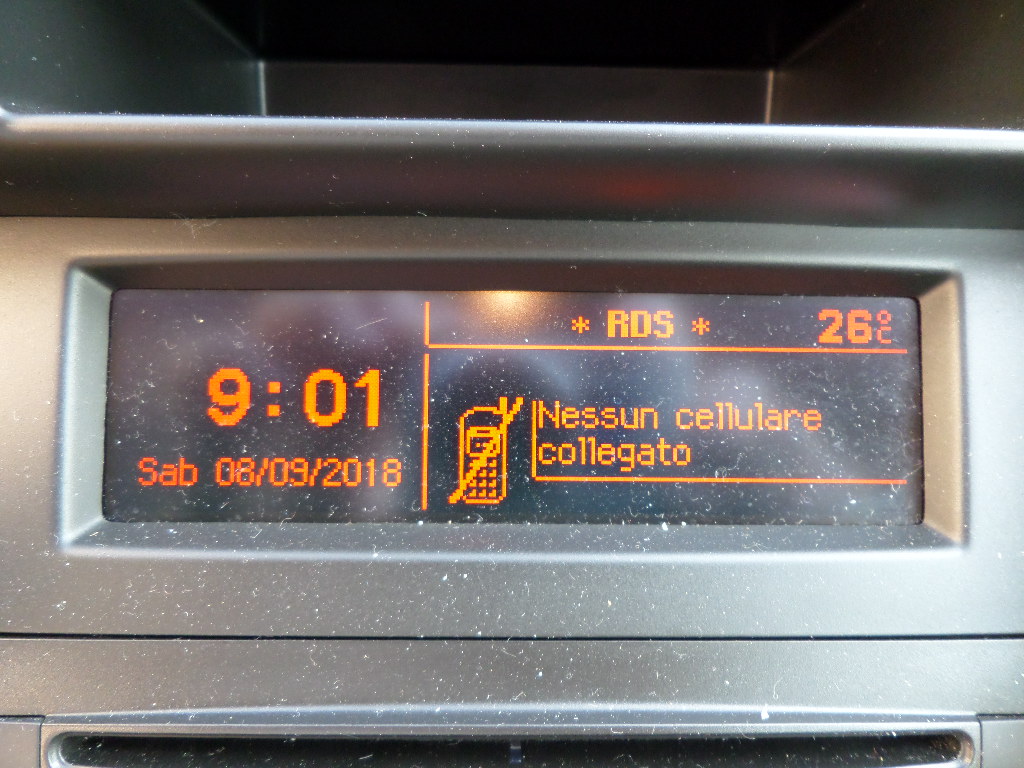 * RDS *
26°C
9:01
Sab 08/09/2018
Nessun cellulare
collegato